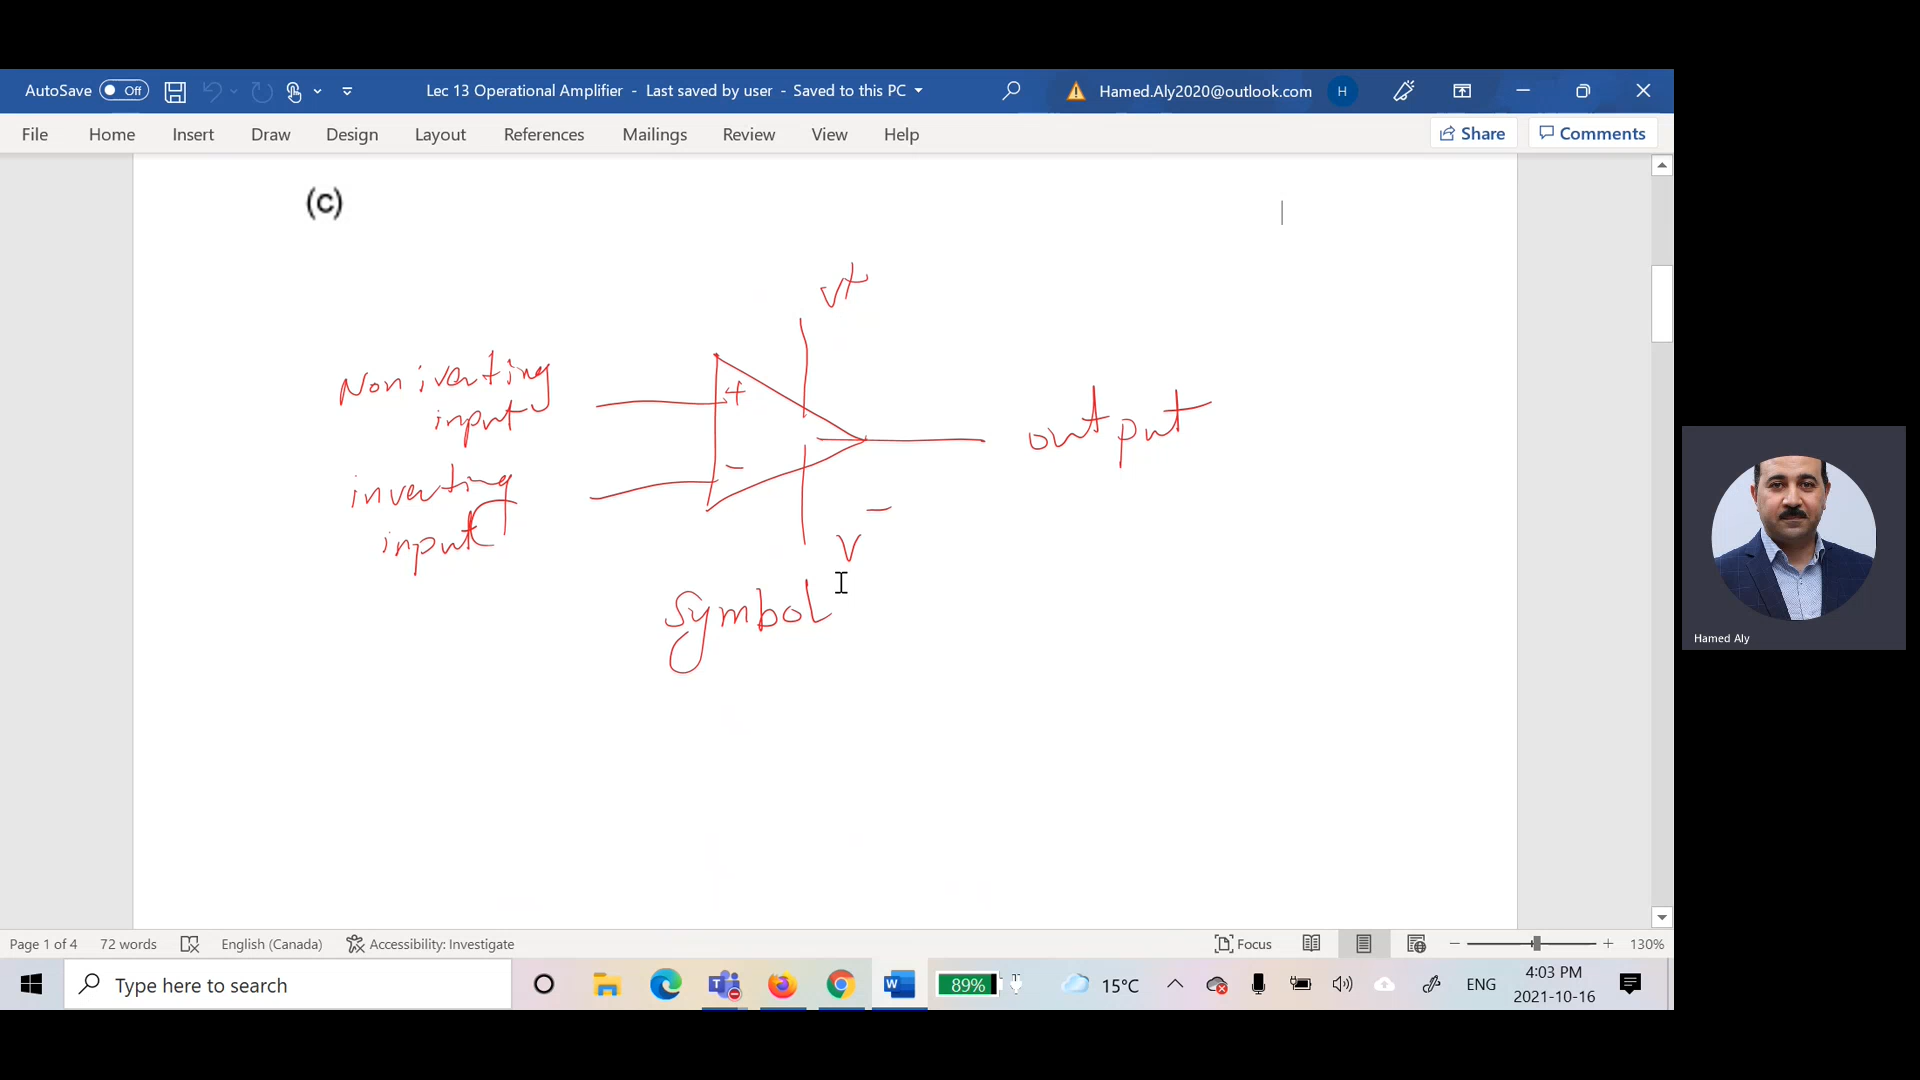 AutoSave Off Lec 13 Operational Amplifier - Last saved by user - Saved to this PC Hamed.Aly2020@outlook.com H
File Home Insert Draw Design Layout References Mailings Review View Help Share Comments
(c)
V+
Non iverting
input
+
output
inverting
input
-
V-
Symbol
Hamed Aly
Page 1 of 4 72 words English (Canada) Accessibility: Investigate Focus 130%
Type here to search 89% 15°C ENG 4:03 PM
2021-10-16